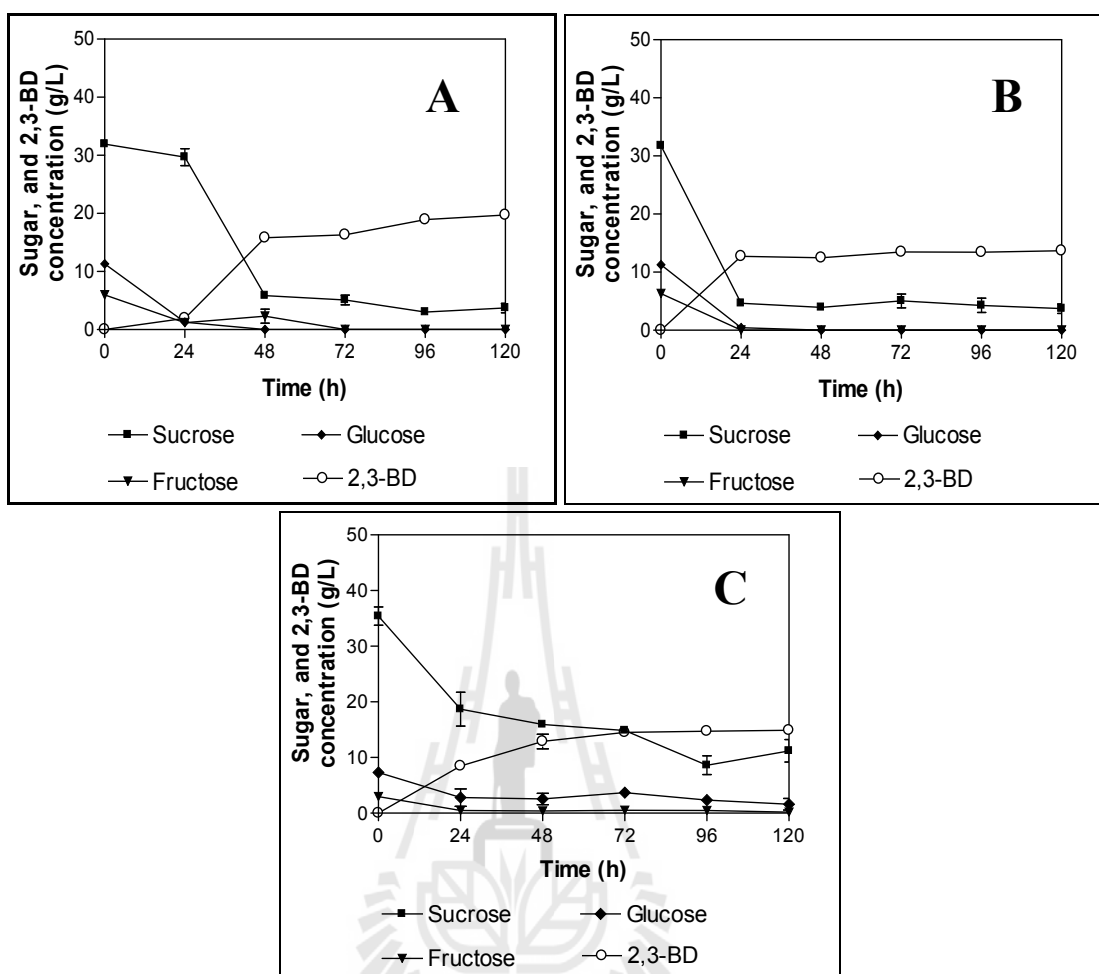 A
Sugar, and 2,3-BD
concentration (g/L)
50
40
30
20
10
0
0 24 48 72 96 120
Time (h)
Sucrose Glucose
Fructose 2,3-BD
B
Sugar, and 2,3-BD
concentration (g/L)
50
40
30
20
10
0
0 24 48 72 96 120
Time (h)
Sucrose Glucose
Fructose 2,3-BD
C
Sugar, and 2,3-BD
concentration (g/L)
50
40
30
20
10
0
0 24 48 72 96 120
Time (h)
Sucrose Glucose
Fructose 2,3-BD